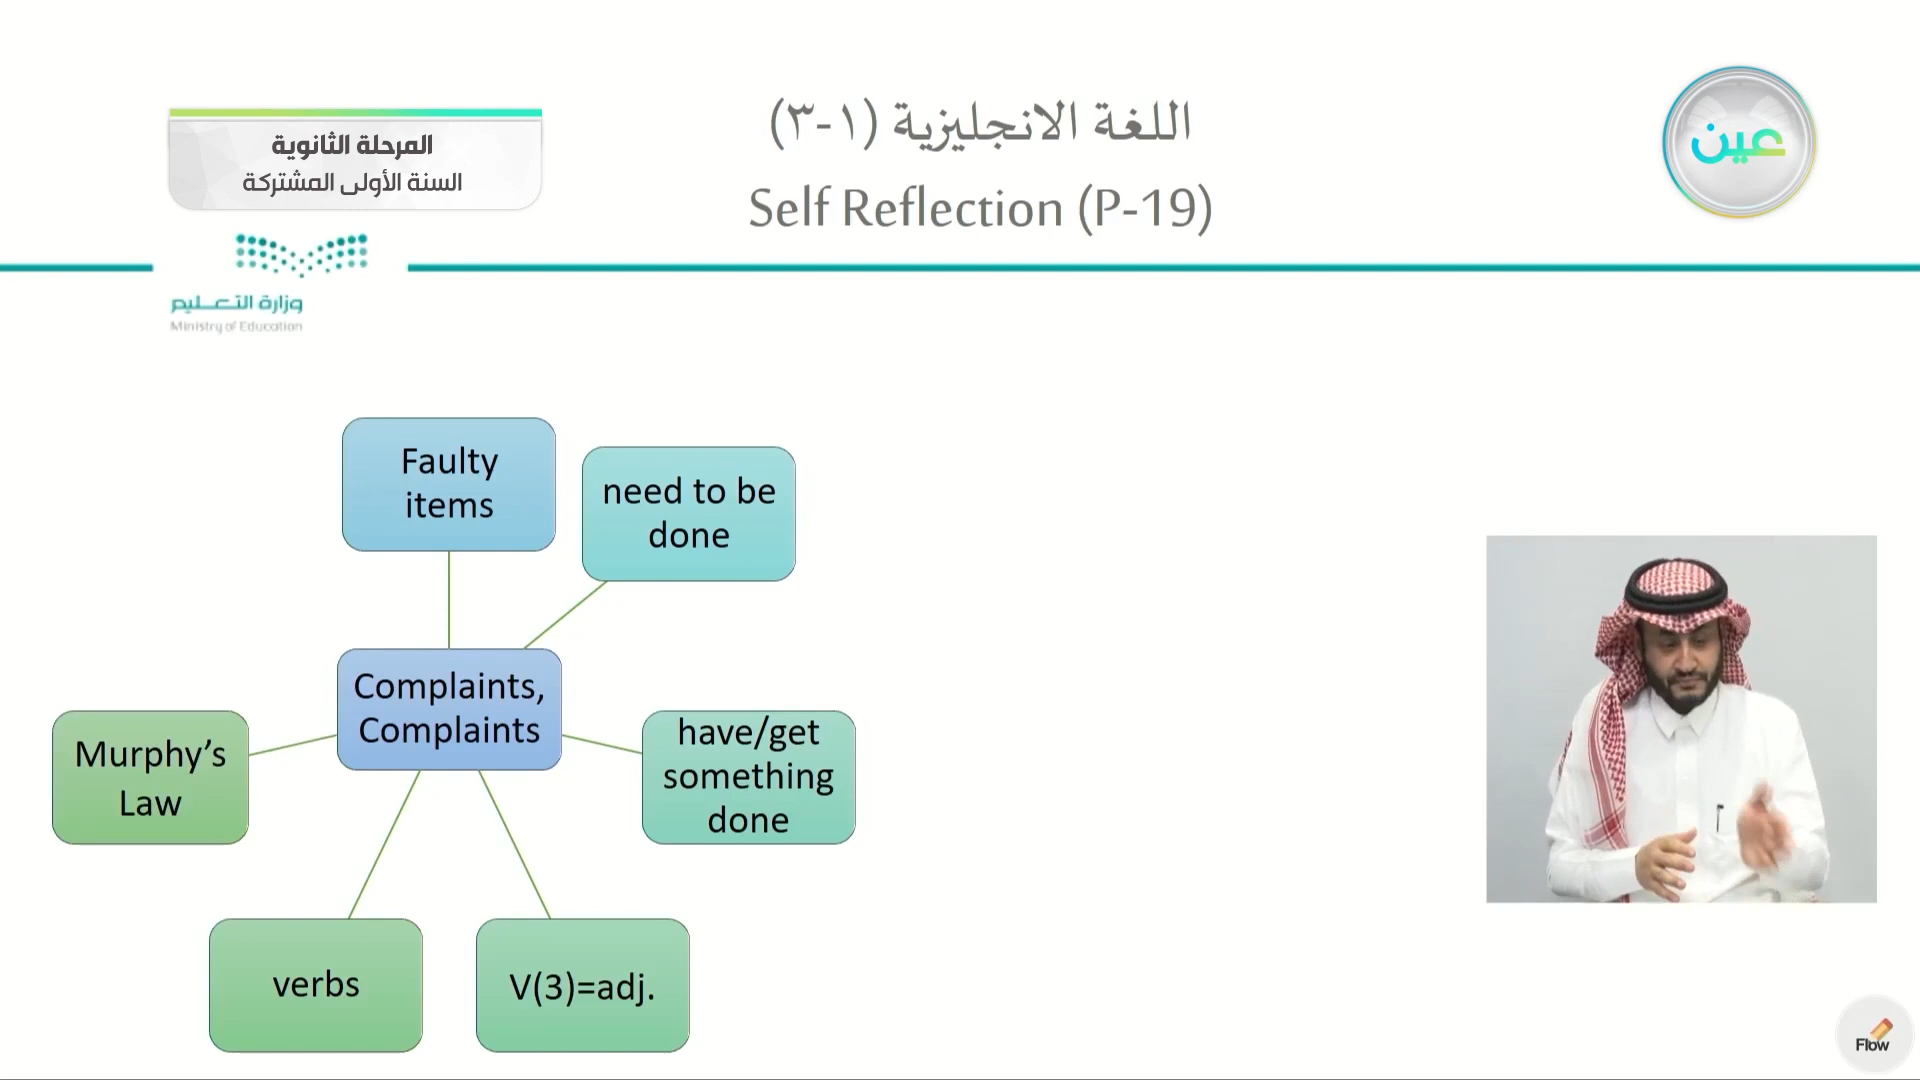 المرحلة الثانوية
السنة الأولى المشتركة
اللغة الانجليزية (١-٣)
Self Reflection (P-19)
عين
وزارة التعـــليم
Ministry of Education
Faulty
items
need to be
done
Complaints,
Complaints
Murphy’s
Law
have/get
something
done
verbs
V(3)=adj.
Flow